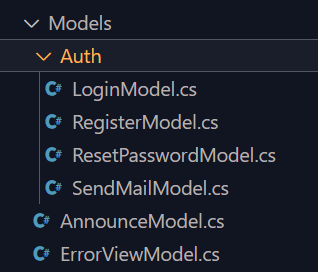 Models
Auth
C# LoginModel.cs
C# RegisterModel.cs
C# ResetPasswordModel.cs
C# SendMailModel.cs
C# AnnounceModel.cs
C# ErrorViewModel.cs